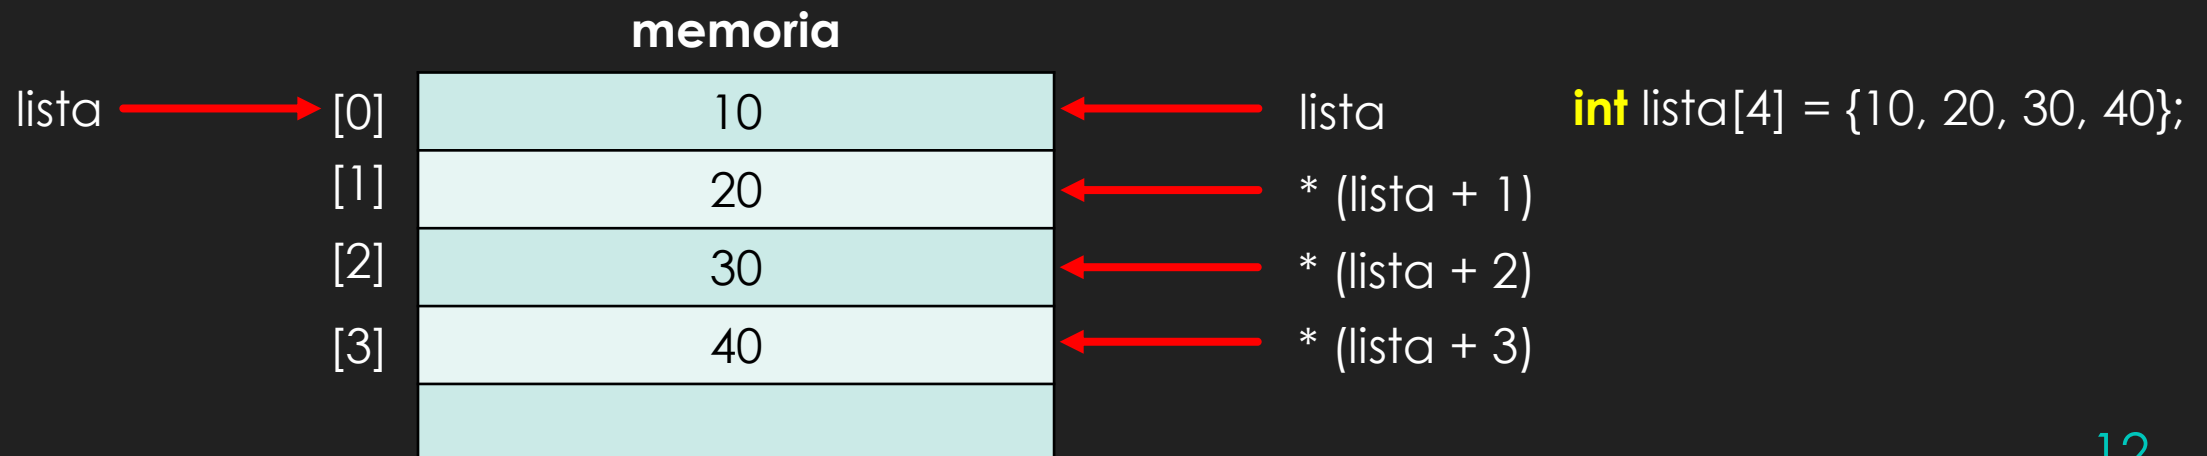 memoria
lista [0] 10 lista int lista[4] = {10, 20, 30, 40};
[1] 20 * (lista + 1)
[2] 30 * (lista + 2)
[3] 40 * (lista + 3)
12